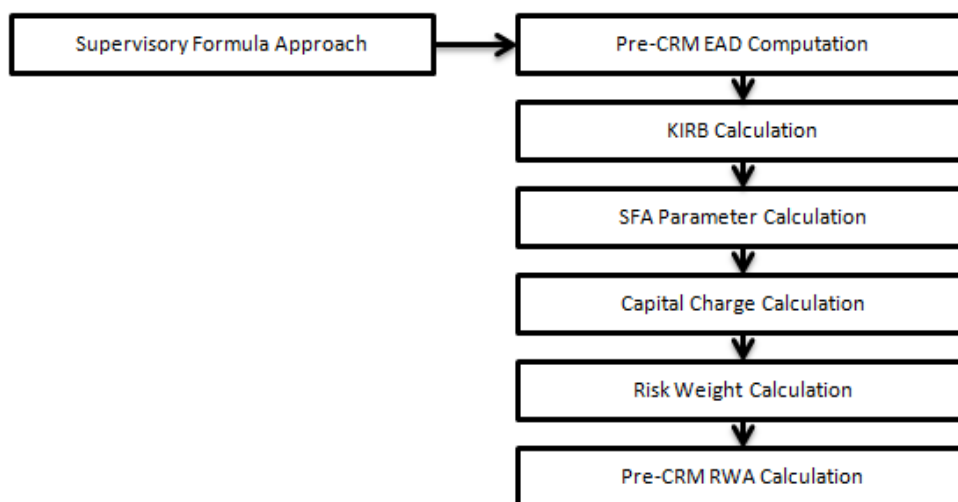 Supervisory Formula Approach
Pre-CRM EAD Computation
KIRB Calculation
SFA Parameter Calculation
Capital Charge Calculation
Risk Weight Calculation
Pre-CRM RWA Calculation